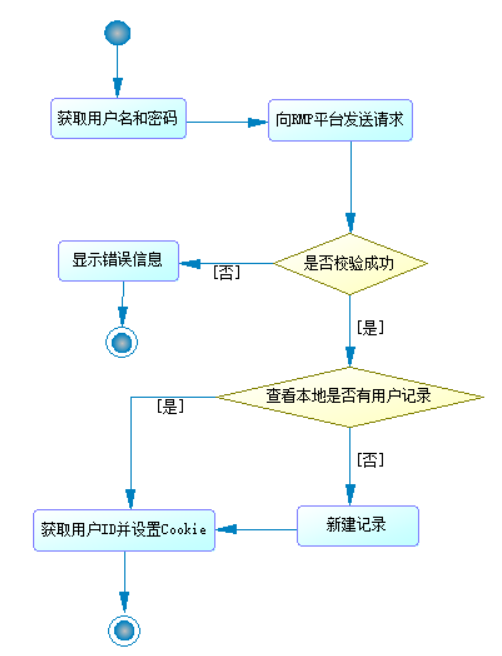 获取用户名和密码
向RMP平台发送请求
显示错误信息
[否]
是否校验成功
[是]
查看本地是否有用户记录
[是]
[否]
获取用户ID并设置Cookie
新建记录